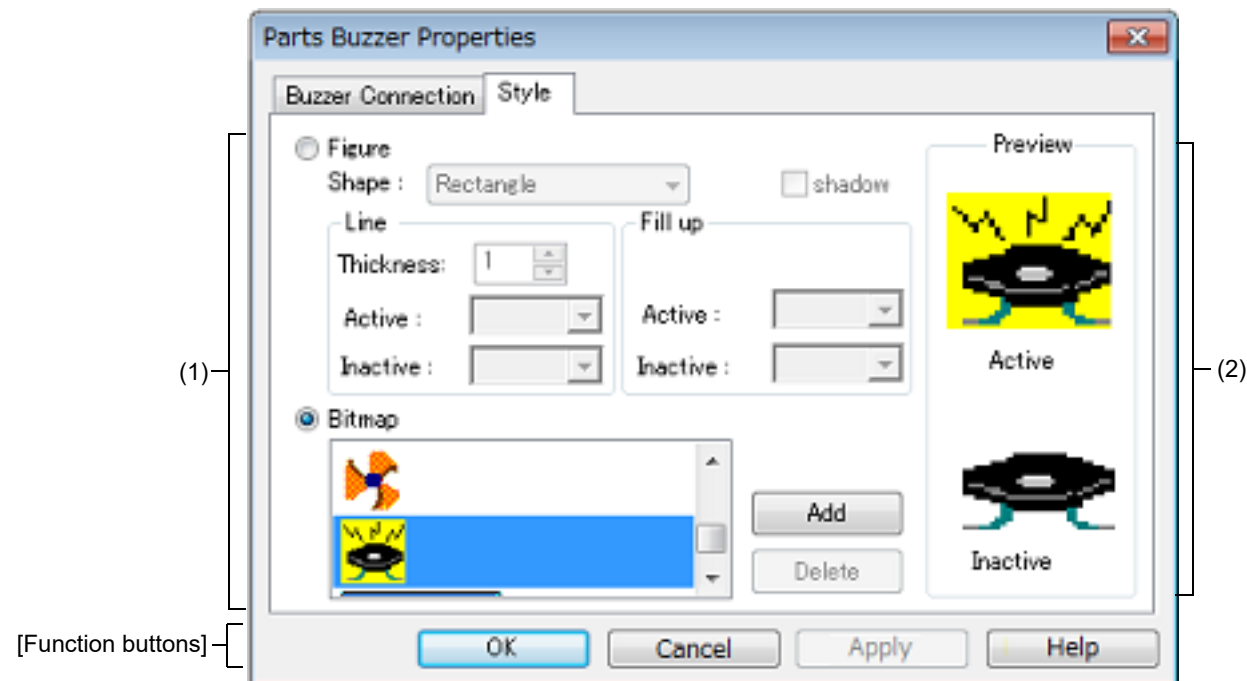 Parts Buzzer Properties
Buzzer Connection Style
Figure
Shape : Rectangle shadow
Line
Thickness: 1
Active :
Inactive :
Fill up
Active :
Inactive :
Bitmap
Add
Delete
Preview
Active
Inactive
(1)
(2)
[Function buttons]
OK Cancel Apply Help